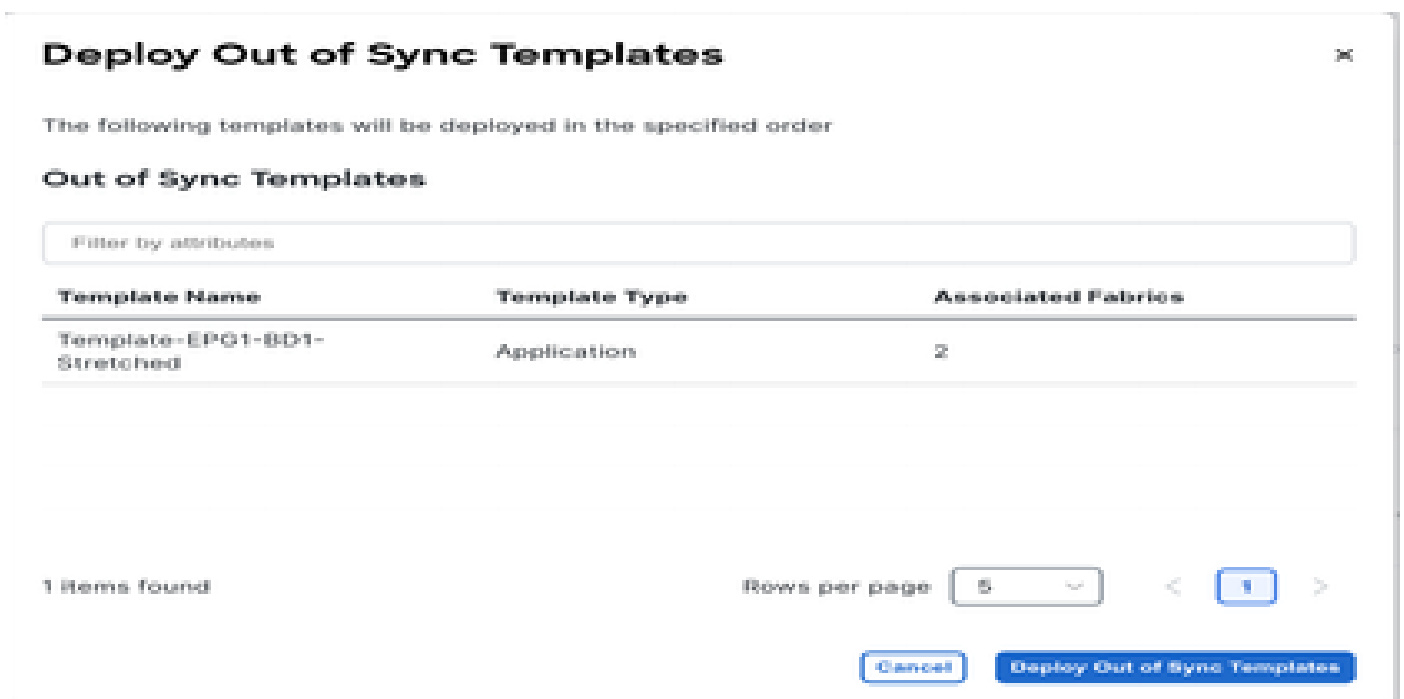 Deploy Out of Sync Templates
The following templates will be deployed in the specified order
Out of Sync Templates
Filter by attributes
Template Name Template Type Associated Fabrics
Template-EPG1-BD1-
Stretched Application 2
1 items found Rows per page 5 < 1 >
Cancel Deploy Out of Sync Templates